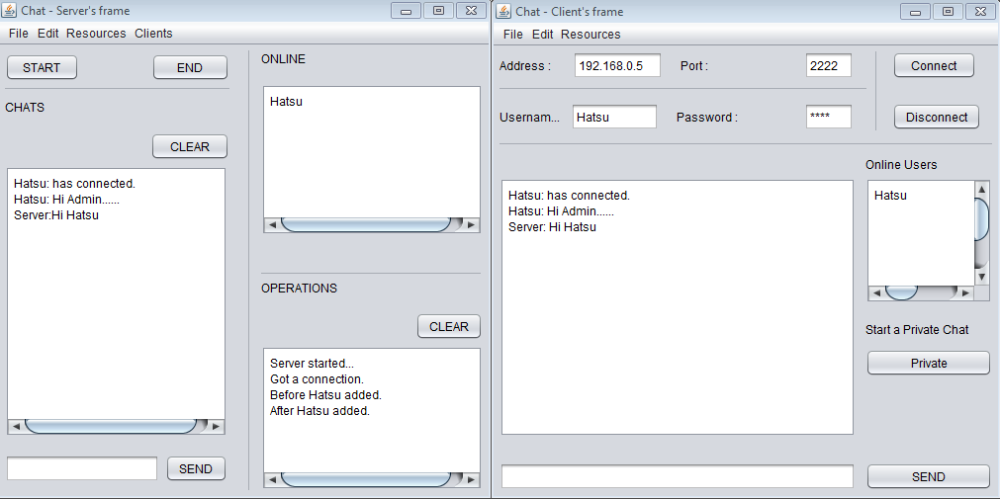 Chat - Server's frame
File Edit Resources Clients
START END
CHATS
CLEAR
Hatsu: has connected.
Hatsu: Hi Admin......
Server:Hi Hatsu
SEND
ONLINE
Hatsu
OPERATIONS
CLEAR
Server started...
Got a connection.
Before Hatsu added.
After Hatsu added.
Chat - Client's frame
File Edit Resources
Address : 192.168.0.5 Port : 2222 Connect
Usernam... Hatsu Password : **** Disconnect
Hatsu: has connected.
Hatsu: Hi Admin......
Server: Hi Hatsu
Online Users
Hatsu
Start a Private Chat
Private
SEND